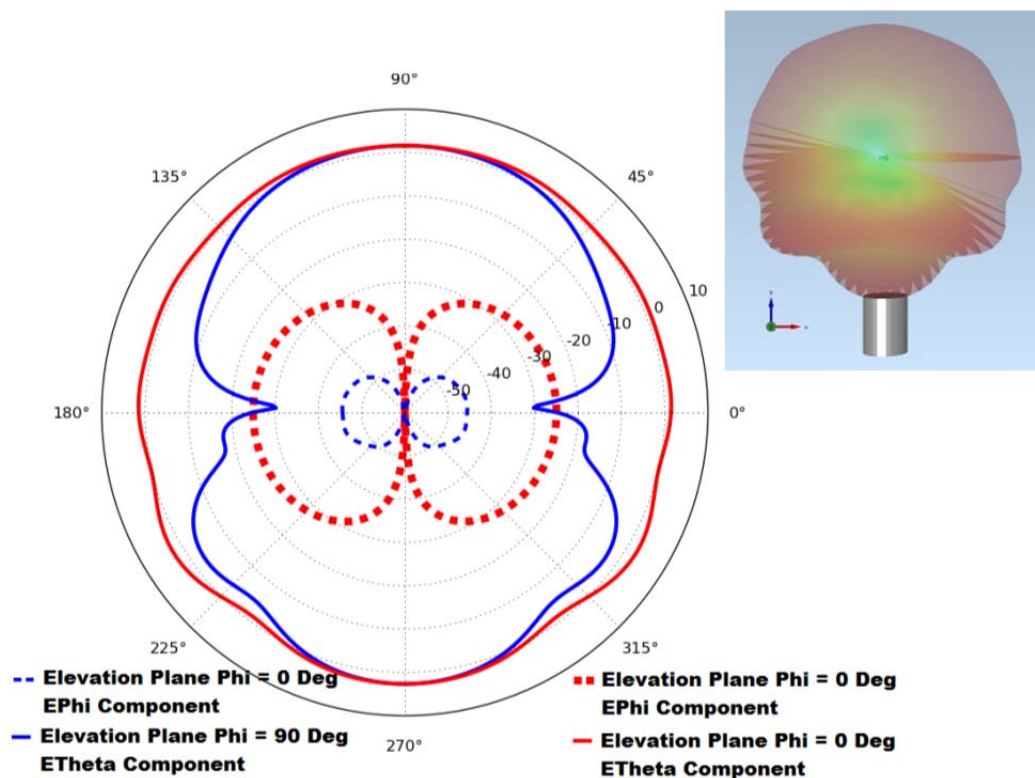 90°
135°
45°
10
0
-10
-20
-30
-40
-50
180°
0°
225°
315°
270°
Elevation Plane Phi = 0 Deg
EPhi Component
Elevation Plane Phi = 90 Deg
ETheta Component
Elevation Plane Phi = 0 Deg
EPhi Component
Elevation Plane Phi = 0 Deg
ETheta Component